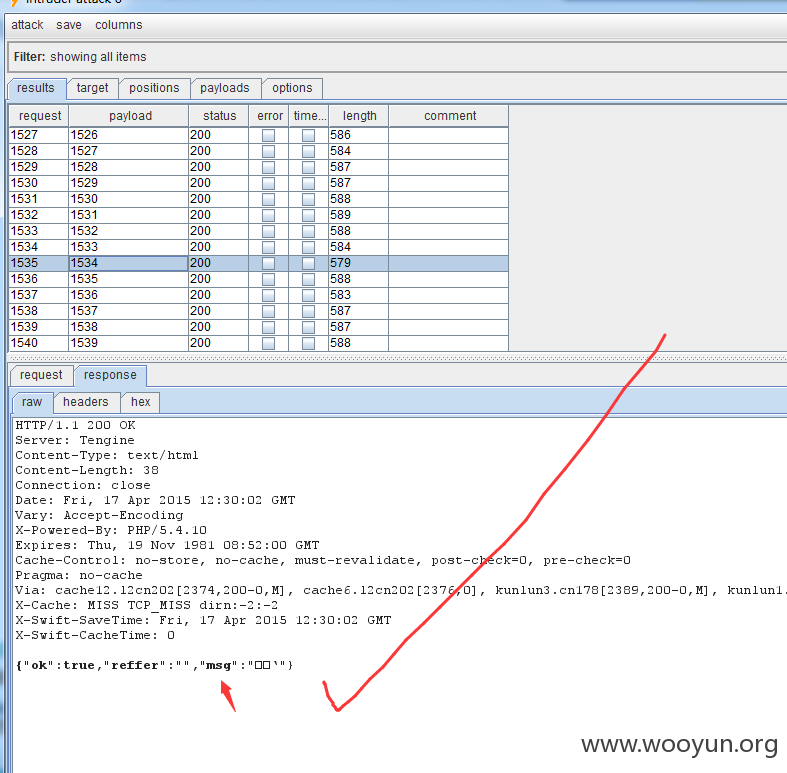 intruder attack 6
attack save columns
Filter: showing all items
results target positions payloads options
request payload status error time... length comment
1527 1526 200 586
1528 1527 200 584
1529 1528 200 587
1530 1529 200 587
1531 1530 200 588
1532 1531 200 589
1533 1532 200 588
1534 1533 200 584
1535 1534 200 579
1536 1535 200 588
1537 1536 200 583
1538 1537 200 587
1539 1538 200 587
1540 1539 200 588
request response
raw headers hex
HTTP/1.1 200 OK
Server: Tengine
Content-Type: text/html
Content-Length: 38
Connection: close
Date: Fri, 17 Apr 2015 12:30:02 GMT
Vary: Accept-Encoding
X-Powered-By: PHP/5.4.10
Expires: Thu, 19 Nov 1981 08:52:00 GMT
Cache-Control: no-store, no-cache, must-revalidate, post-check=0, pre-check=0
Pragma: no-cache
Via: cache12.l2cn202[2374,200-0,M], cache6.l2cn202[2376,0], kunlun3.cn178[2389,200-0,M], kunlun1.
X-Cache: MISS TCP_MISS dirn:-2:-2
X-Swift-SaveTime: Fri, 17 Apr 2015 12:30:02 GMT
X-Swift-CacheTime: 0
{"ok":true,"reffer":"","msg":"□□`"}
www.wooyun.org